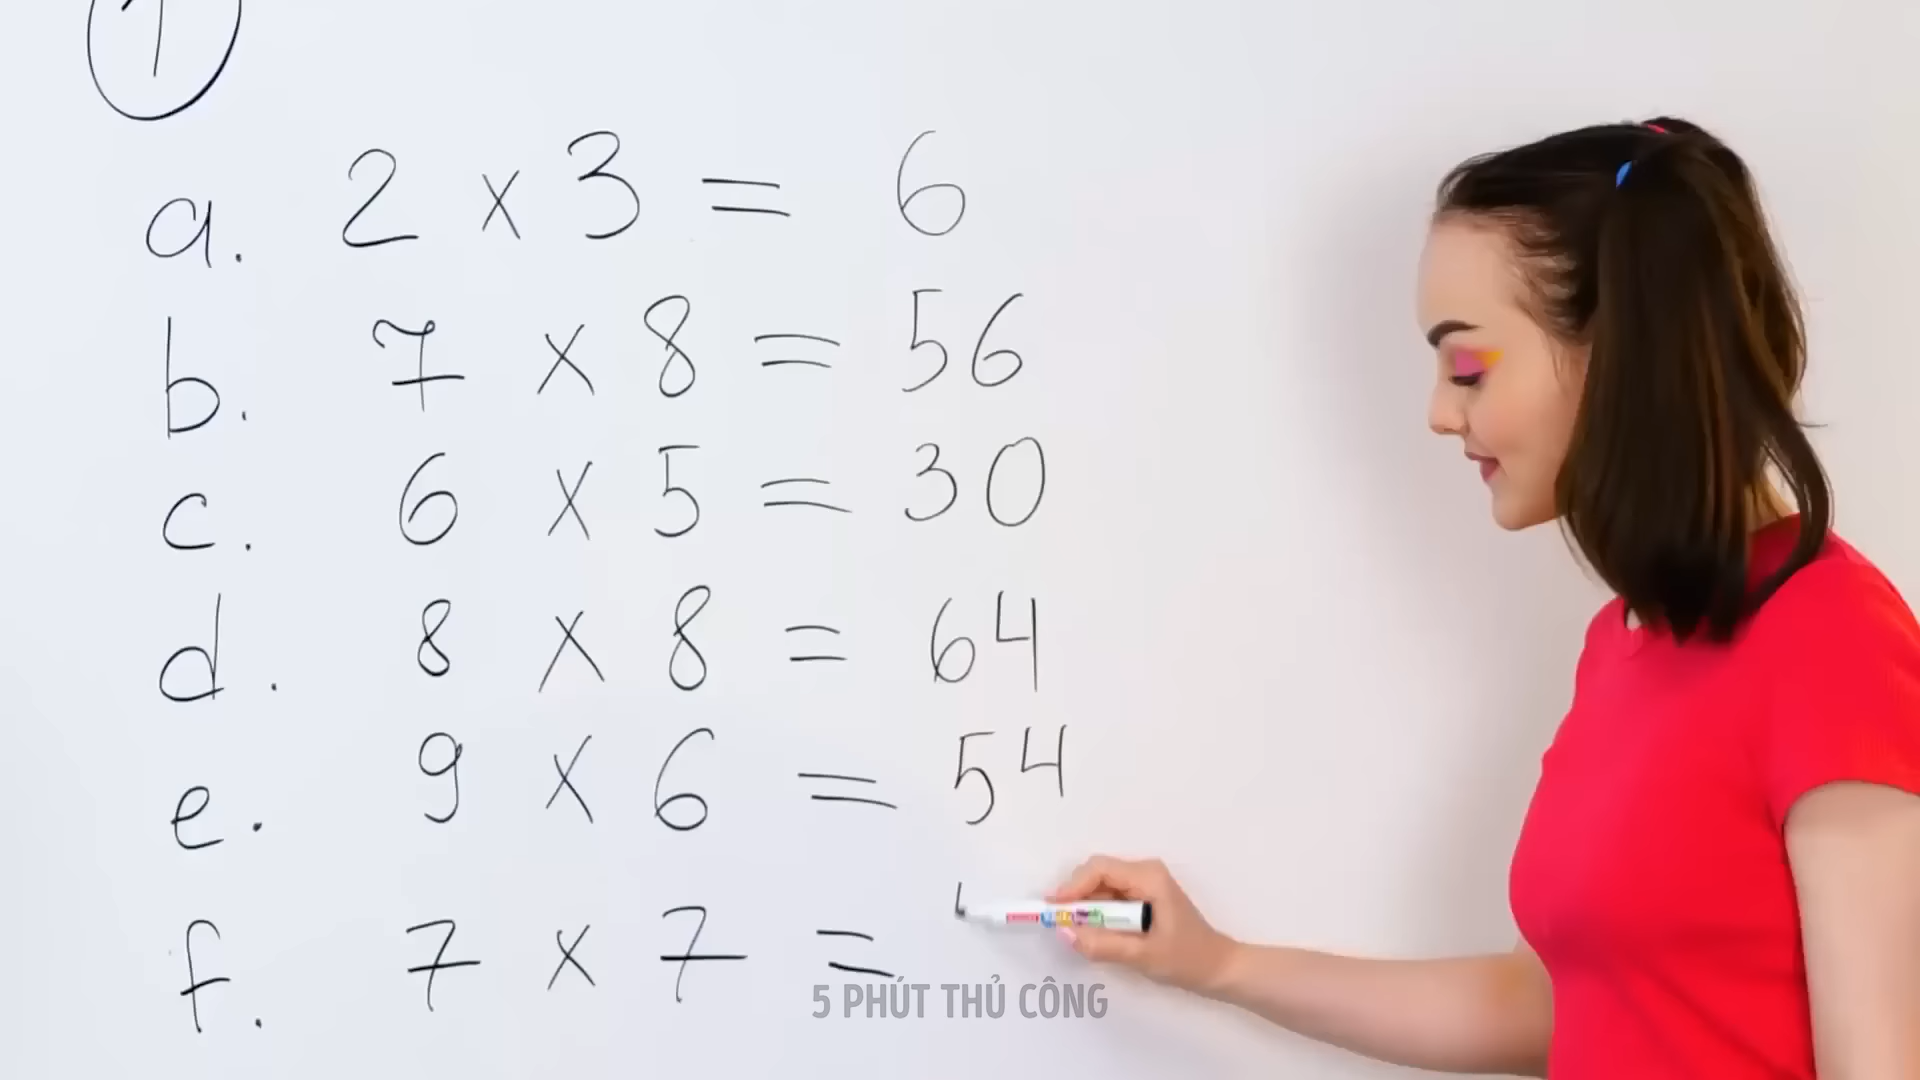 1
a. 2 x 3 = 6
b. 7 x 8 = 56
c. 6 x 5 = 30
d. 8 x 8 = 64
e. 9 x 6 = 54
f. 7 x 7 =
5 PHÚT THỦ CÔNG